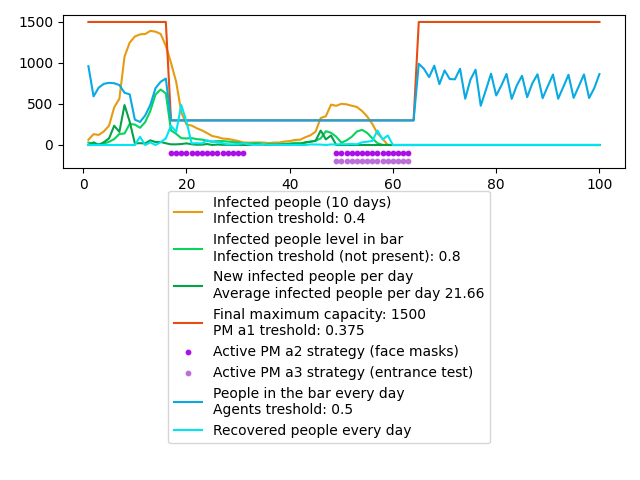 1500
1000
500
0
0
20
40
60
80
100
Infected people (10 days)
Infection treshold: 0.4
Infected people level in bar
Infection treshold (not present): 0.8
New infected people per day
Average infected people per day 21.66
Final maximum capacity: 1500
PM a1 treshold: 0.375
Active PM a2 strategy (face masks)
Active PM a3 strategy (entrance test)
People in the bar every day
Agents treshold: 0.5
Recovered people every day